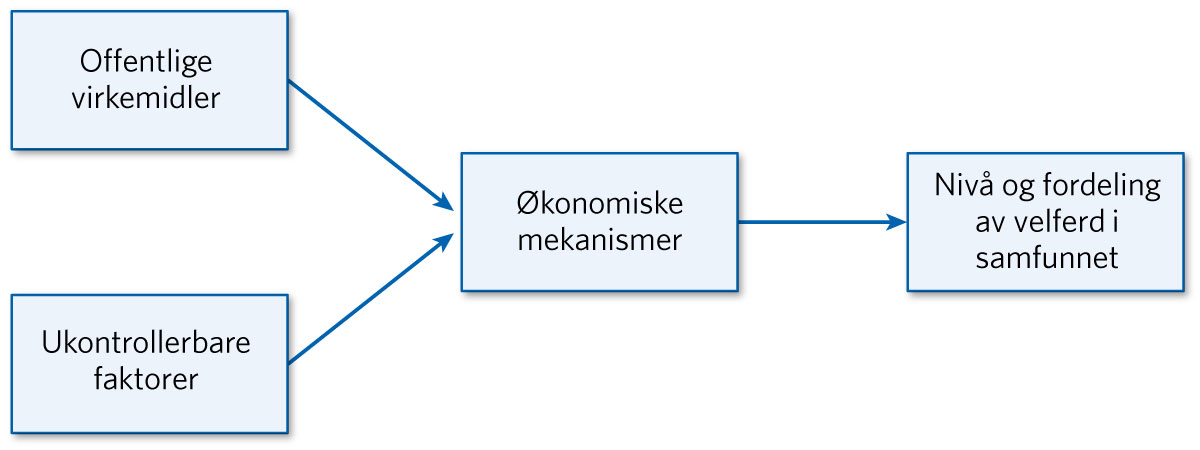 Offentlige
virkemidler
Ukontrollerbare
faktorer
Økonomiske
mekanismer
Nivå og fordeling
av velferd i
samfunnet